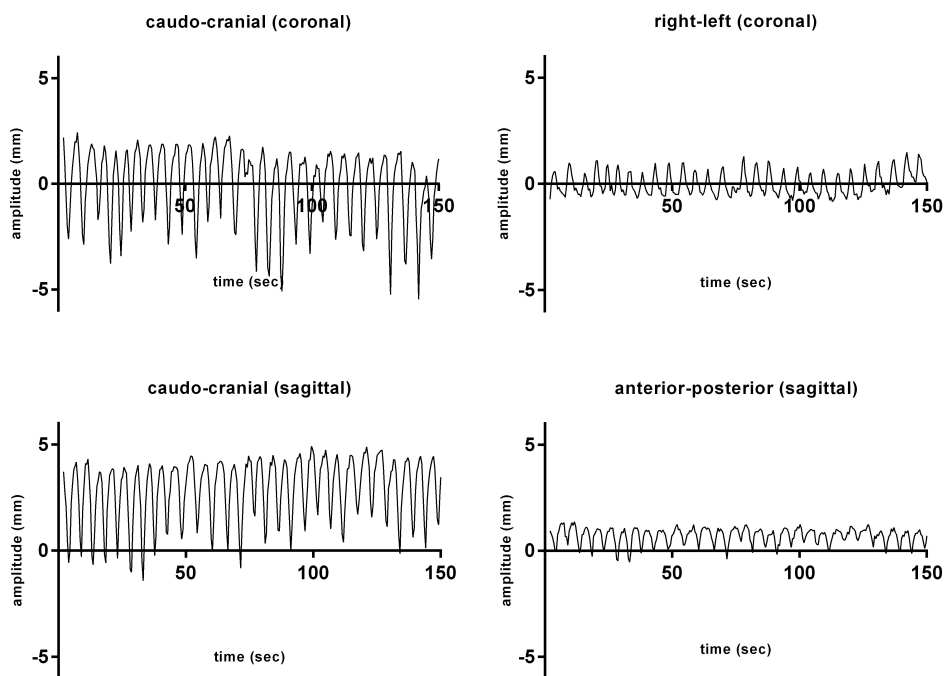 caudo-cranial (coronal)
amplitude (mm)
5
0
-5
50
100
150
time (sec)
right-left (coronal)
amplitude (mm)
5
0
-5
50
100
150
time (sec)
caudo-cranial (sagittal)
amplitude (mm)
5
0
-5
50
100
150
time (sec)
anterior-posterior (sagittal)
amplitude (mm)
5
0
-5
50
100
150
time (sec)